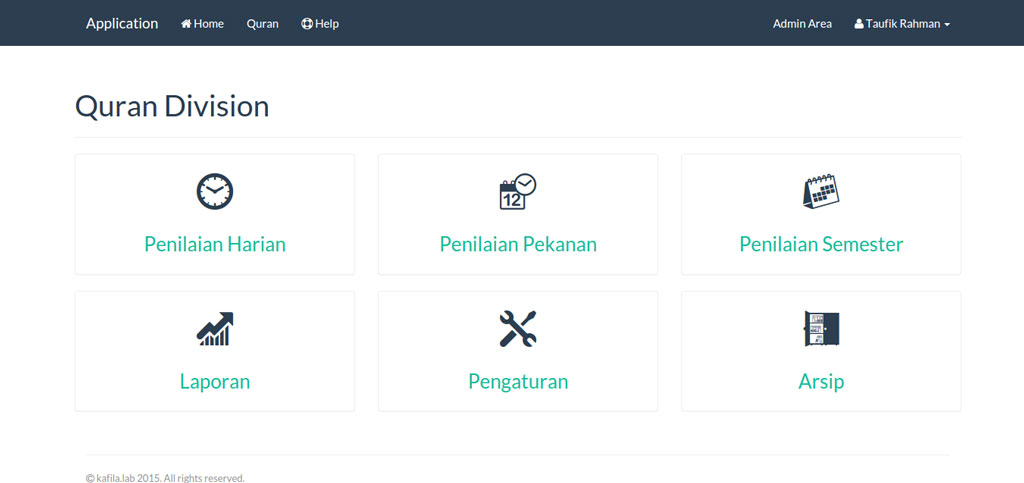 Application Home Quran Help Admin Area Taufik Rahman
Quran Division
12
Penilaian Harian Penilaian Pekanan Penilaian Semester
Laporan Pengaturan Arsip
© kafila.lab 2015. All rights reserved.